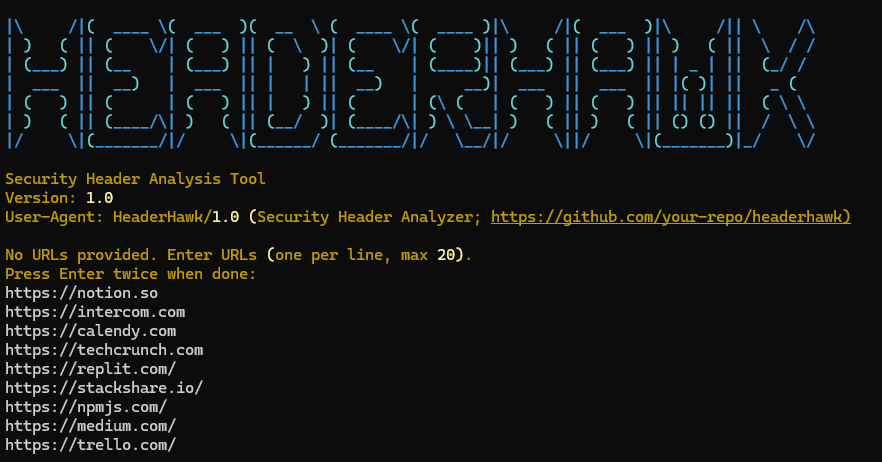 HEADERHAWK
Security Header Analysis Tool
Version: 1.0
User-Agent: HeaderHawk/1.0 (Security Header Analyzer; https://github.com/your-repo/headerhawk)
No URLs provided. Enter URLs (one per line, max 20).
Press Enter twice when done:
https://notion.so
https://intercom.com
https://calendy.com
https://techcrunch.com
https://replit.com/
https://stackshare.io/
https://npmjs.com/
https://medium.com/
https://trello.com/